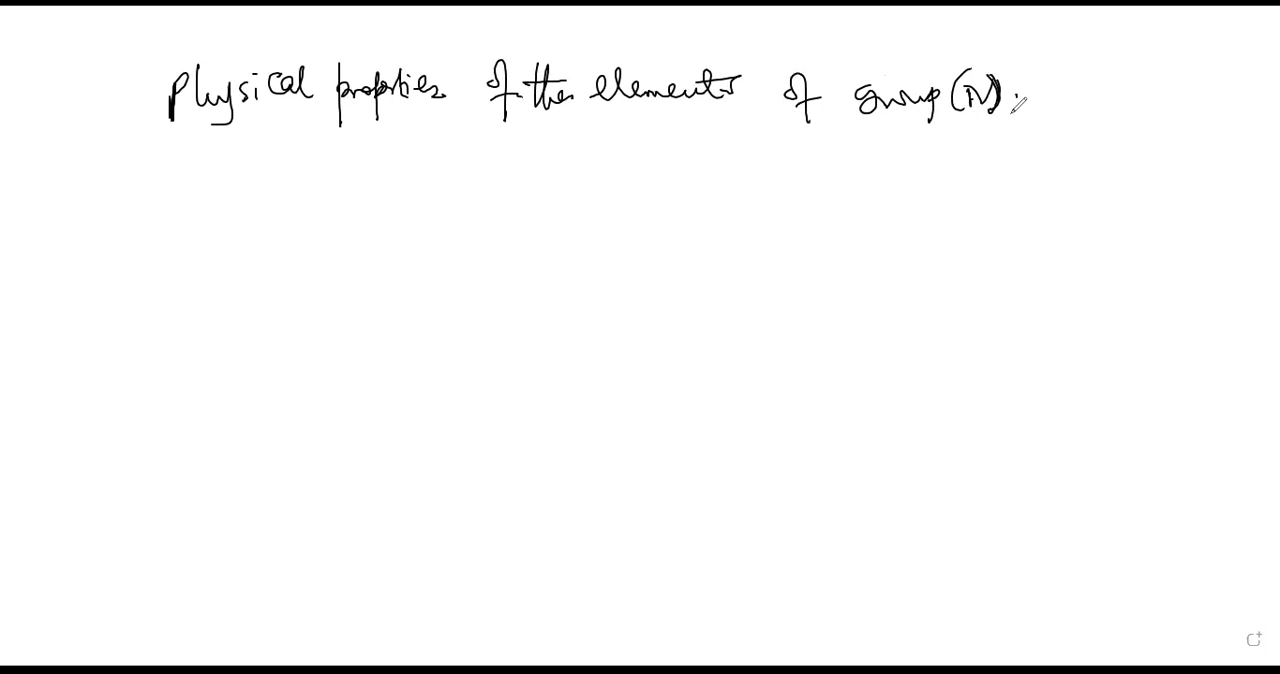 Physical properties of the elements of group (IV):